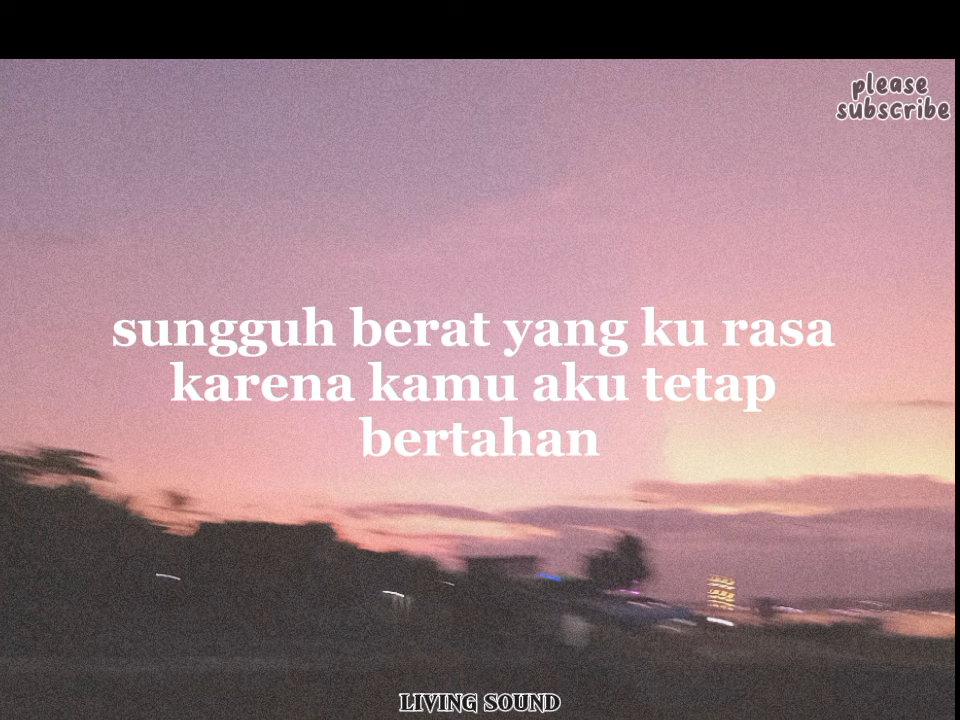 please
subscribe
sungguh berat yang ku rasa
karena kamu aku tetap
bertahan
LIVING SOUND